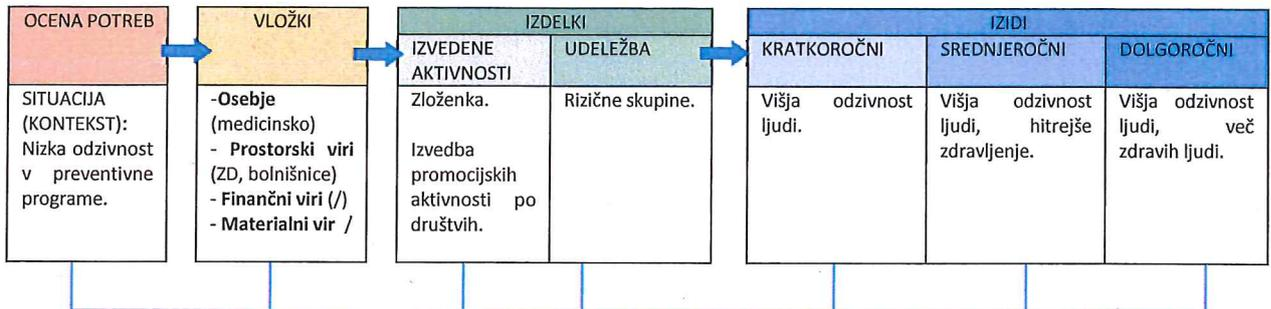 OCENA POTREB
SITUACIJA
(KONTEKST):
Nizka odzivnost
v preventivne
programe.
VLOŽKI
-Osebje
(medicinsko)
- Prostorski viri
(ZD, bolnišnice)
- Finančni viri (/)
- Materialni vir /
IZDELKI
IZVEDENE
AKTIVNOSTI
Zloženka.
Izvedba
promocijskih
aktivnosti po
društvih.
UDELEŽBA
Rizične skupine.
IZIDI
KRATKOROČNI
Višja odzivnost
ljudi.
SREDNJEROČNI
Višja odzivnost
ljudi, hitrejše
zdravljenje.
DOLGOROČNI
Višja odzivnost
ljudi, več
zdravih ljudi.